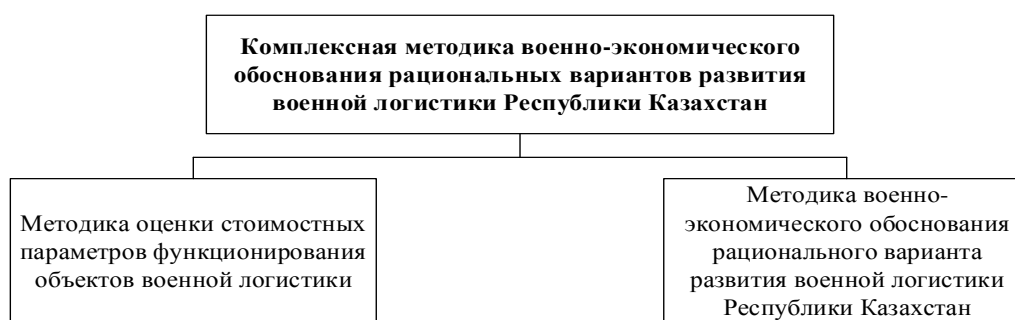 Комплексная методика военно-экономического
обоснования рациональных вариантов развития
военной логистики Республики Казахстан
Методика оценки стоимостных
параметров функционирования
объектов военной логистики
Методика военно-
экономического обоснования
рационального варианта
развития военной логистики
Республики Казахстан